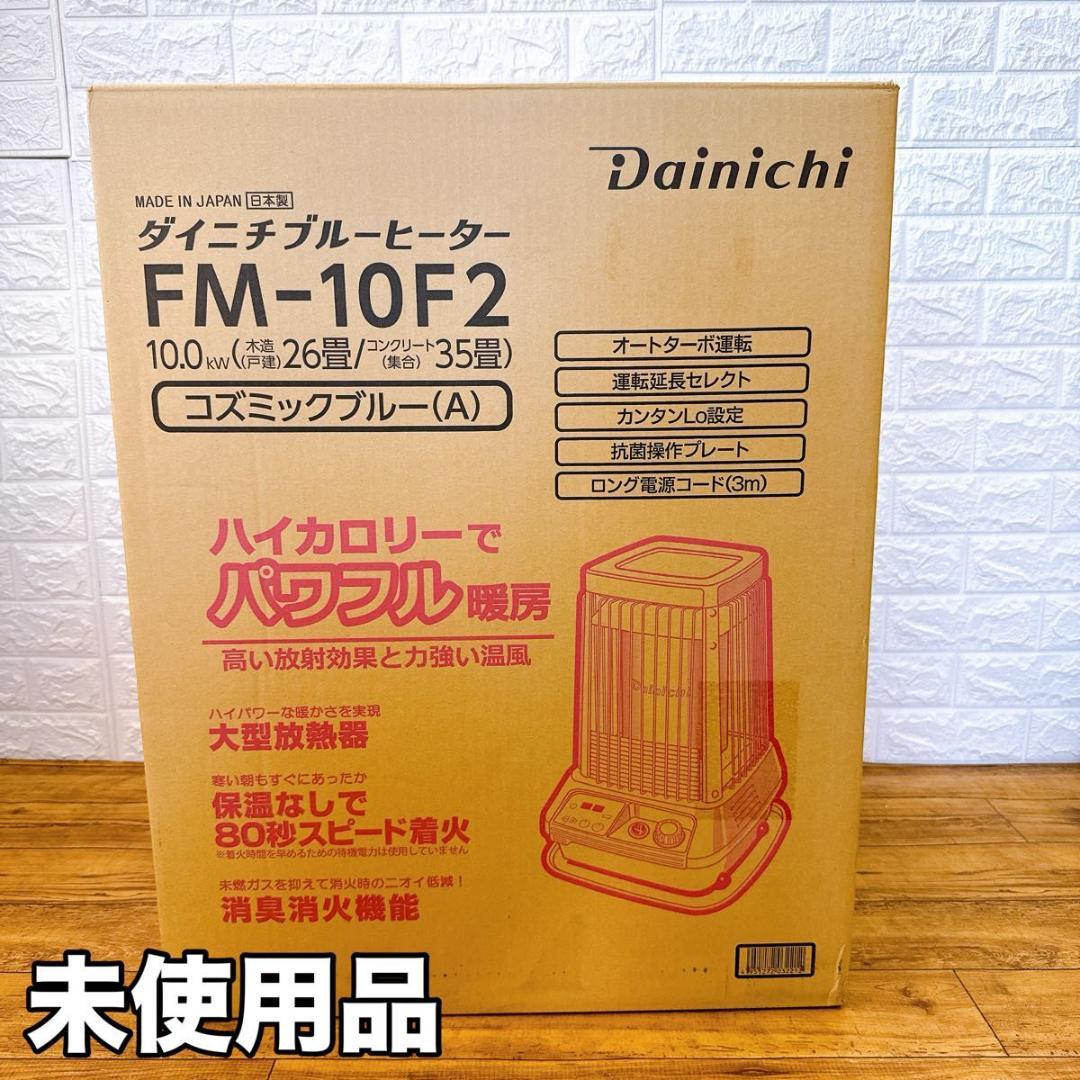 Dainichi
MADE IN JAPAN 日本製
ダイニチブルーヒーター
FM-10F2
10.0kW(木造(戸建)26畳/コンクリート(集合)35畳)
コズミックブルー(A)
オートターボ運転
運転延長セレクト
カンタンLo設定
抗菌操作プレート
ロング電源コード(3m)
ハイカロリーで
パワフル暖房
高い放射効果と力強い温風
ハイパワーな暖かさを実現
大型放熱器
寒い朝もすぐにあったか
保温なしで
80秒スピード着火
※着火時間を早めるための待機電力は使用していません
未燃ガスを抑えて消火時のニオイ低減!
消臭消火機能
Dainichi
未使用品